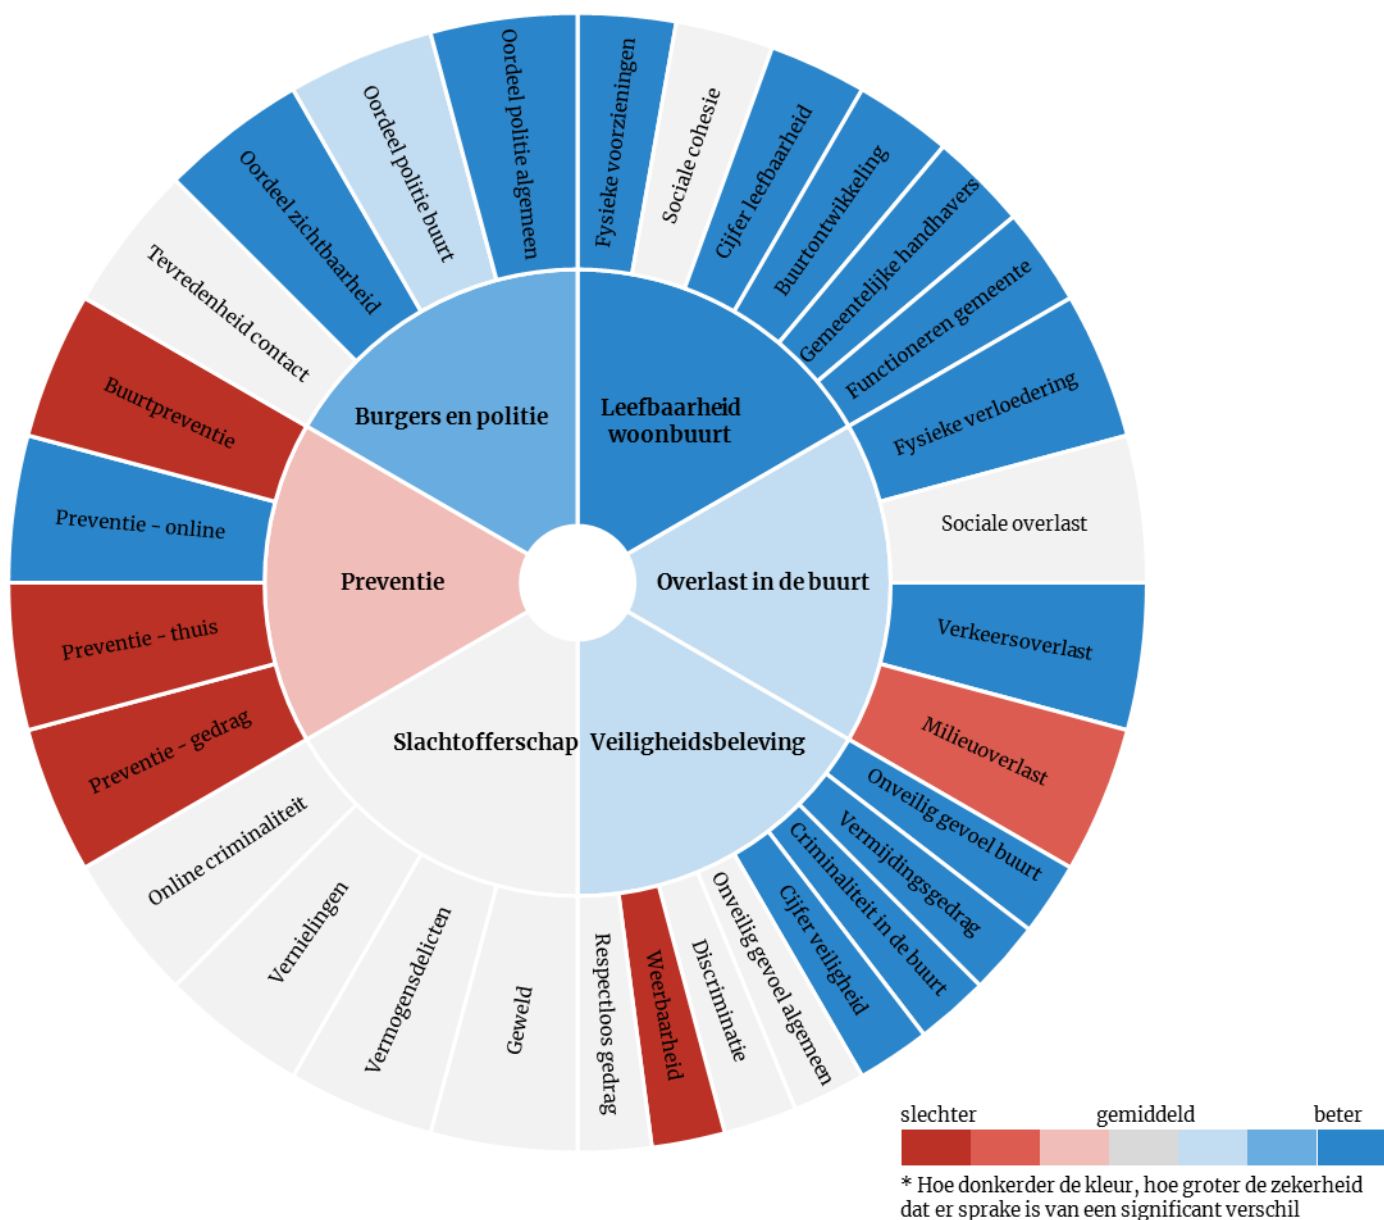 Fysieke voorzieningen
Sociale cohesie
Cijfer leefbaarheid
Buurtontwikkeling
Gemeentelijke handhavers
Functioneren gemeente
Fysieke verloedering
Sociale overlast
Verkeersoverlast
Milieuoverlast
Onveilig gevoel buurt
Vermijdingsgedrag
Criminaliteit in de buurt
Cijfer veiligheid
Onveilig gevoel algemeen
Discriminatie
Weerbaarheid
Respectloos gedrag
Geweld
Vermogensdelicten
Vernielingen
Online criminaliteit
Preventie - gedrag
Preventie - thuis
Preventie - online
Buurtpreventie
Tevredenheid contact
Oordeel zichtbaarheid
Oordeel politie buurt
Oordeel politie algemeen
Burgers en politie
Leefbaarheid
woonbuurt
Preventie
Overlast in de buurt
Slachtofferschap
Veiligheidsbeleving
slechter gemiddeld beter
* Hoe donkerder de kleur, hoe groter de zekerheid
dat er sprake is van een significant verschil